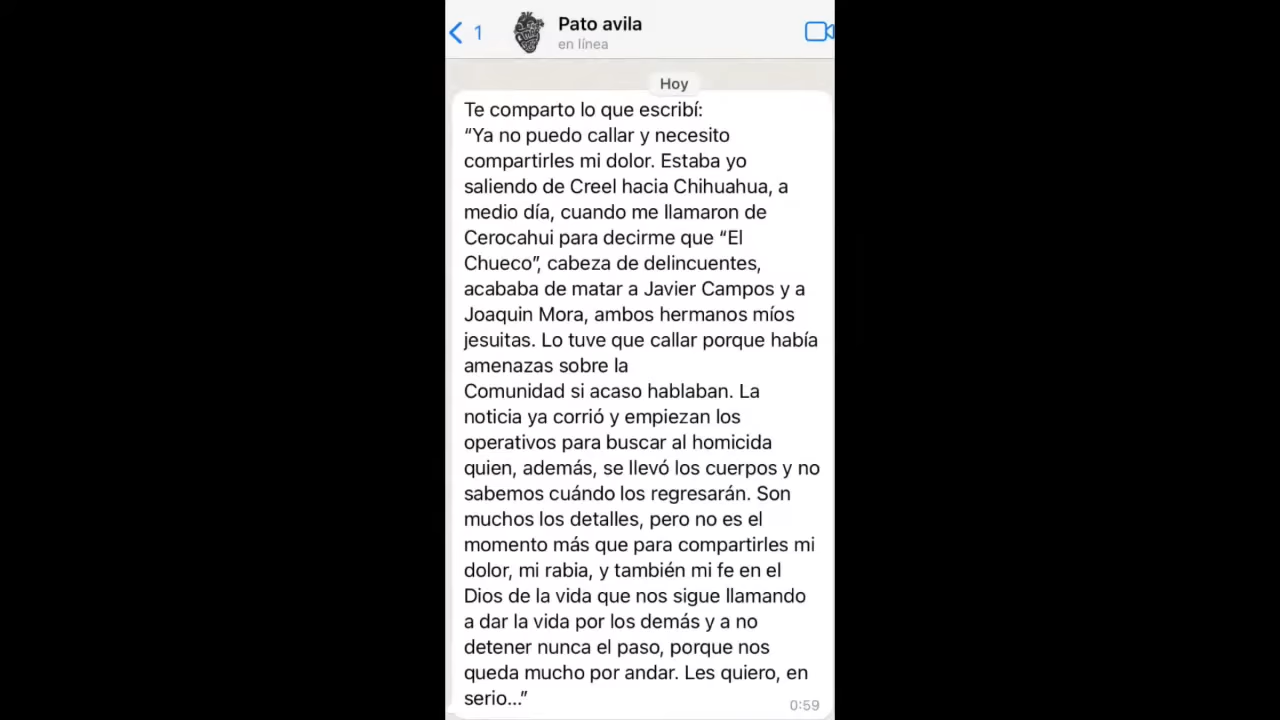 1
Pato avila
en línea
Hoy
Te comparto lo que escribí:
“Ya no puedo callar y necesito
compartirles mi dolor. Estaba yo
saliendo de Creel hacia Chihuahua, a
medio día, cuando me llamaron de
Cerocahui para decirme que “El
Chueco”, cabeza de delincuentes,
acababa de matar a Javier Campos y a
Joaquin Mora, ambos hermanos míos
jesuitas. Lo tuve que callar porque había
amenazas sobre la
Comunidad si acaso hablaban. La
noticia ya corrió y empiezan los
operativos para buscar al homicida
quien, además, se llevó los cuerpos y no
sabemos cuándo los regresarán. Son
muchos los detalles, pero no es el
momento más que para compartirles mi
dolor, mi rabia, y también mi fe en el
Dios de la vida que nos sigue llamando
a dar la vida por los demás y a no
detener nunca el paso, porque nos
queda mucho por andar. Les quiero, en
serio...”
0:59